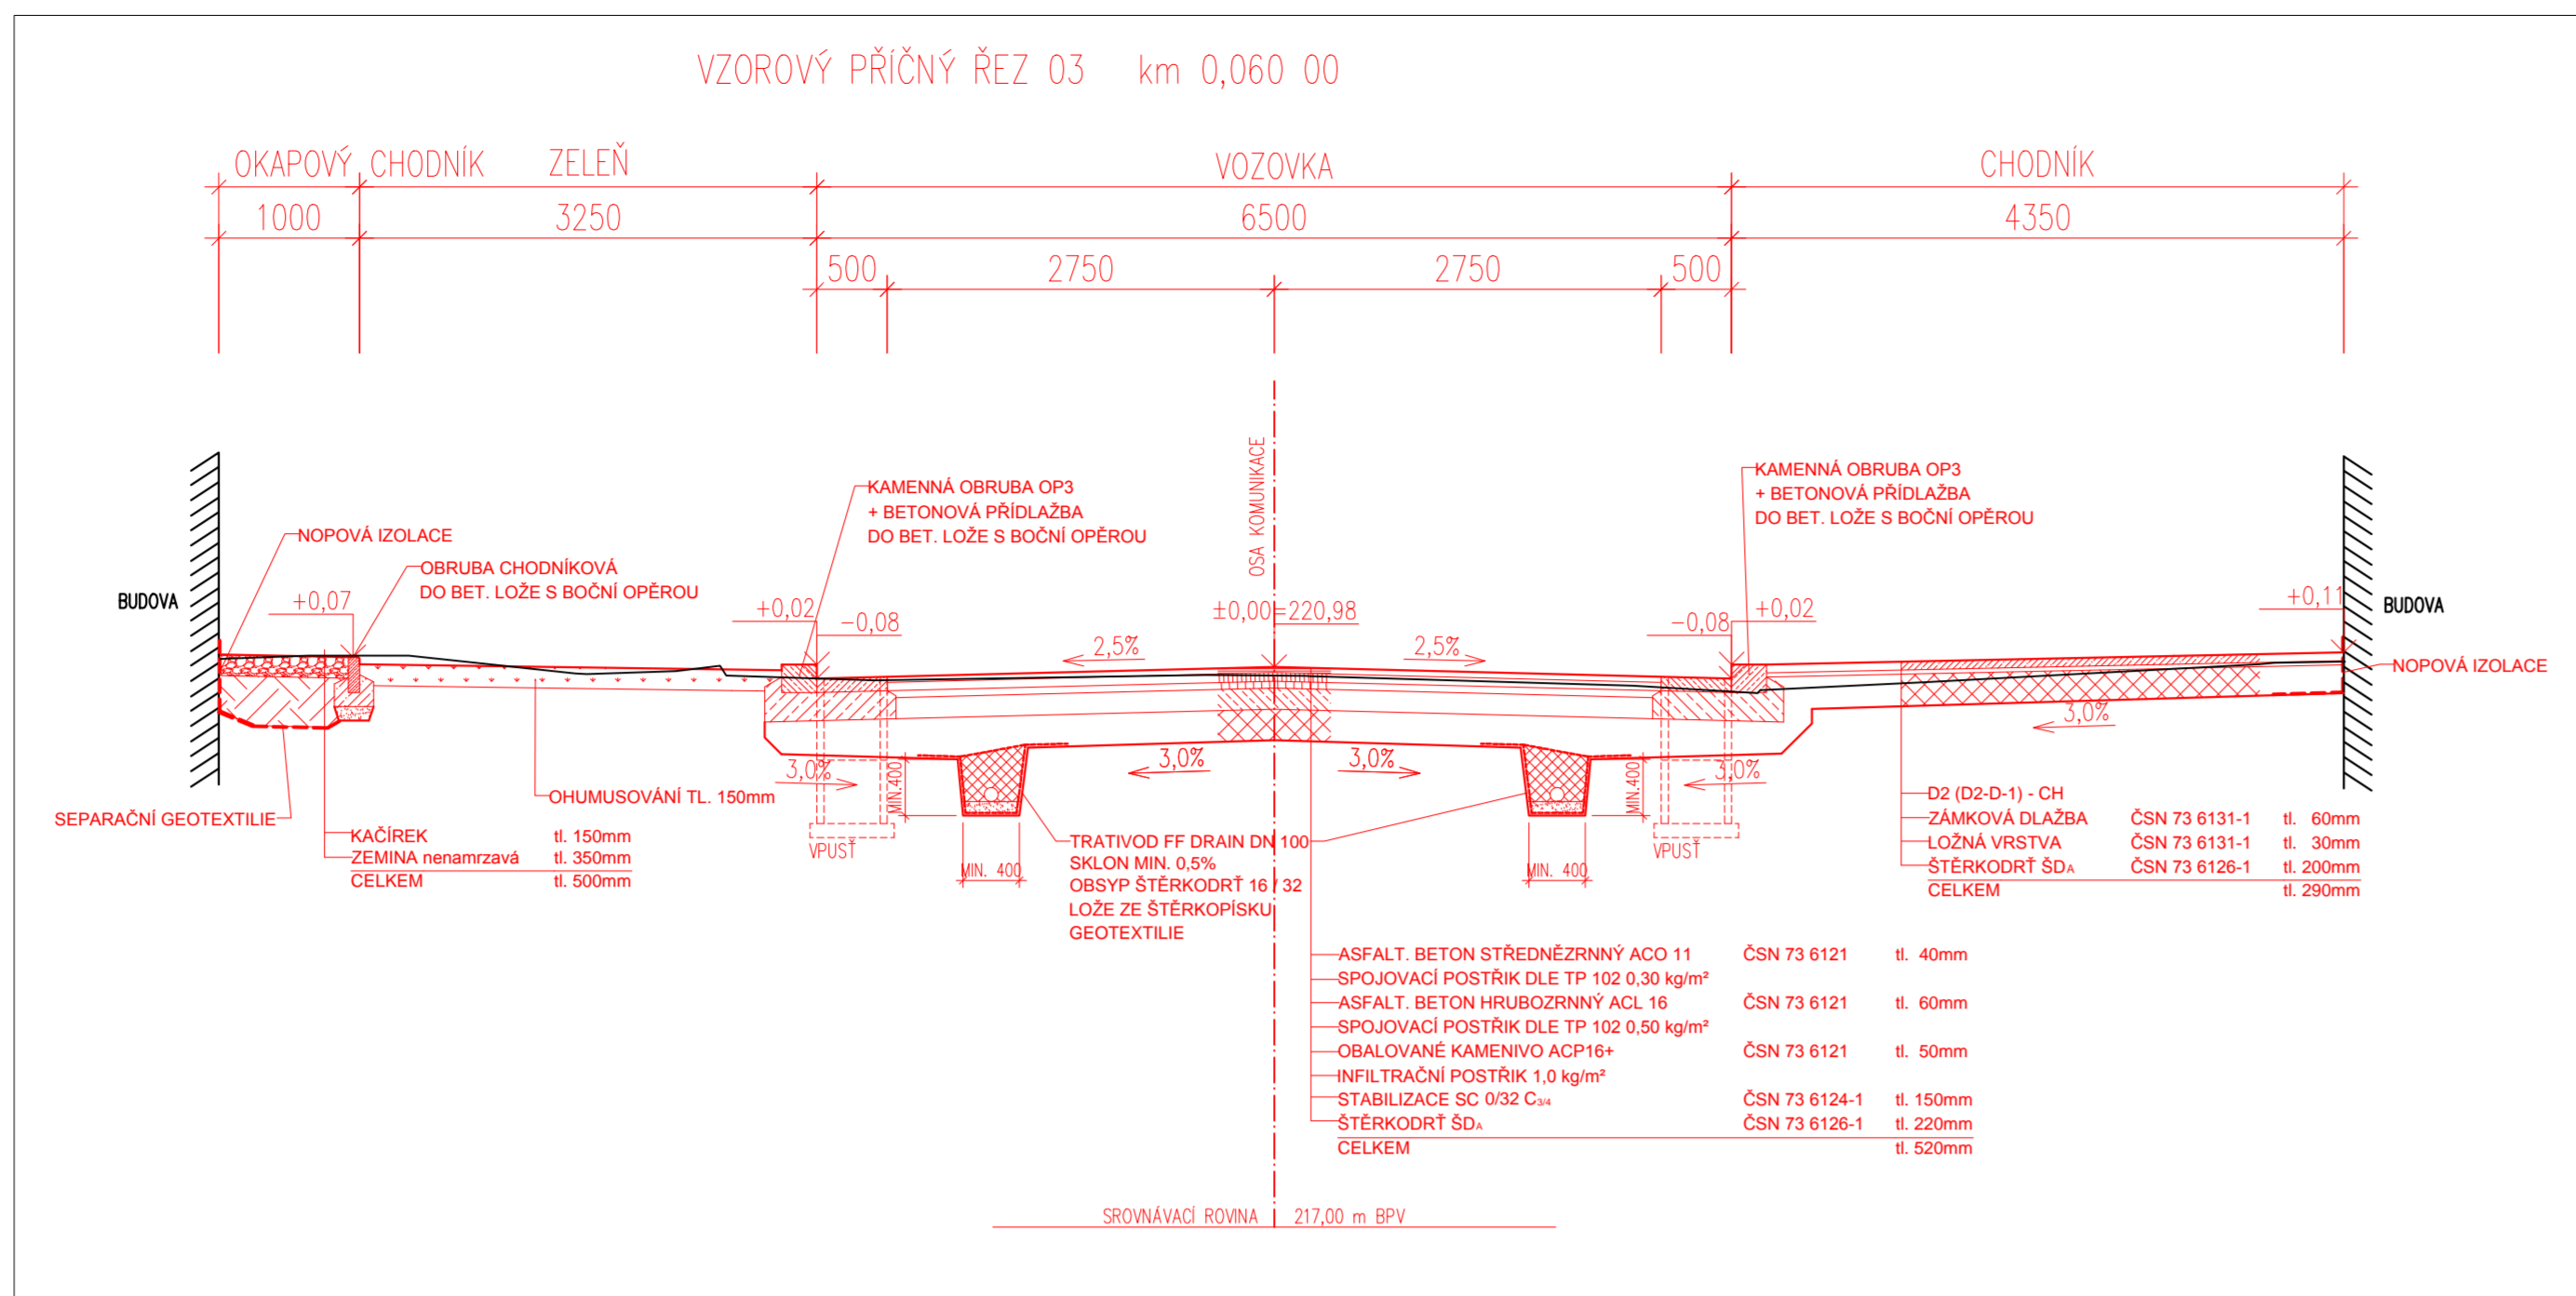 VZOROVÝ PŘÍČNÝ ŘEZ 03 km 0,060 00
OKAPOVÝ CHODNÍK ZELEŇ VOZOVKA CHODNÍK
1000 3250 6500 4350
500 2750 2750 500
OSA KOMUNIKACE
KAMENNÁ OBRUBA OP3
+ BETONOVÁ PŘÍDLAŽBA
DO BET. LOŽE S BOČNÍ OPĚROU
KAMENNÁ OBRUBA OP3
+ BETONOVÁ PŘÍDLAŽBA
DO BET. LOŽE S BOČNÍ OPĚROU
NOPOVÁ IZOLACE
OBRUBA CHODNÍKOVÁ
DO BET. LOŽE S BOČNÍ OPĚROU
BUDOVA
+0,07
+0,02
-0,08
±0,00=220,98
-0,08
+0,02
+0,11
BUDOVA
2,5% 2,5%
NOPOVÁ IZOLACE
3,0% 3,0% 3,0% 3,0% 3,0%
MIN.400
MIN.400
SEPARAČNÍ GEOTEXTILIE
OHUMUSOVÁNÍ TL. 150mm
KAČÍREK tl. 150mm
ZEMINA nenamrzavá tl. 350mm
CELKEM tl. 500mm
VPUSŤ
MIN. 400
TRATIVOD FF DRAIN DN 100
SKLON MIN. 0,5%
OBSYP ŠTĚRKODRŤ 16 / 32
LOŽE ZE ŠTĚRKOPÍSKU
GEOTEXTILIE
MIN. 400
VPUSŤ
D2 (D2-D-1) - CH
ZÁMKOVÁ DLAŽBA ČSN 73 6131-1 tl. 60mm
LOŽNÁ VRSTVA ČSN 73 6131-1 tl. 30mm
ŠTĚRKODRŤ ŠDA ČSN 73 6126-1 tl. 200mm
CELKEM tl. 290mm
ASFALT. BETON STŘEDNĚZRNNÝ ACO 11 ČSN 73 6121 tl. 40mm
SPOJOVACÍ POSTŘIK DLE TP 102 0,30 kg/m²
ASFALT. BETON HRUBOZRNNÝ ACL 16 ČSN 73 6121 tl. 60mm
SPOJOVACÍ POSTŘIK DLE TP 102 0,50 kg/m²
OBALOVANÉ KAMENIVO ACP16+ ČSN 73 6121 tl. 50mm
INFILTRAČNÍ POSTŘIK 1,0 kg/m²
STABILIZACE SC 0/32 C3/4 ČSN 73 6124-1 tl. 150mm
ŠTĚRKODRŤ ŠDA ČSN 73 6126-1 tl. 220mm
CELKEM tl. 520mm
SROVNÁVACÍ ROVINA 217,00 m BPV